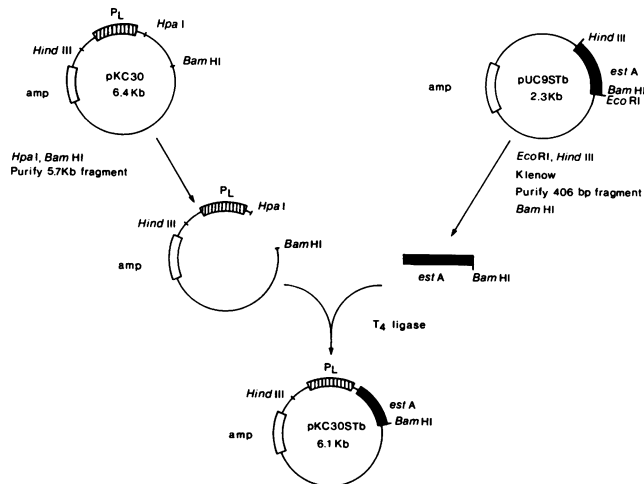 PL
Hpa I
Hind III
Bam HI
pKC30
6.4Kb
amp
Hind III
est A
Bam HI
Eco RI
pUC9STb
2.3Kb
amp
Hpa I, Bam HI
Purify 5.7Kb fragment
EcoRI, Hind III
Klenow
Purify 406 bp fragment
Bam HI
PL
Hpa I
Hind III
Bam HI
amp
est A
Bam HI
T4 ligase
PL
Hind III
est A
Bam HI
pKC30STb
6.1 Kb
amp